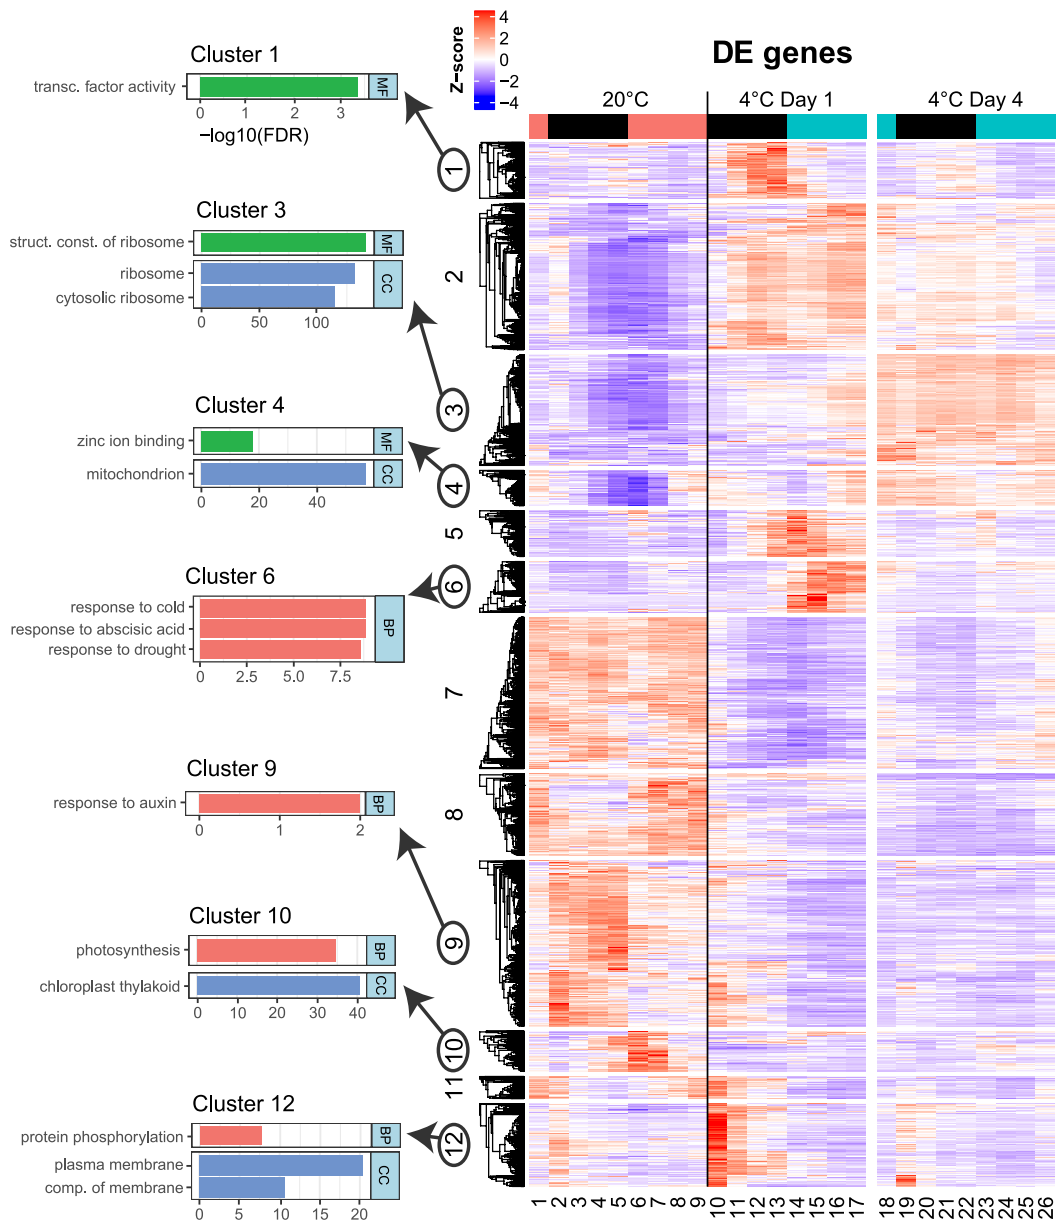 DE genes
Z−score
4
2
0
−2
−4
20°C
4°C Day 1
4°C Day 4
Cluster 1
transc. factor activity
MF
0 1 2 3
−log10(FDR)
Cluster 3
struct. const. of ribosome
MF
ribosome
cytosolic ribosome
CC
0 50 100
Cluster 4
zinc ion binding
MF
mitochondrion
CC
0 20 40
Cluster 6
response to cold
response to abscisic acid
response to drought
BP
0 2.5 5.0 7.5
Cluster 9
response to auxin
BP
0 1 2
Cluster 10
photosynthesis
BP
chloroplast thylakoid
CC
0 10 20 30 40
Cluster 12
protein phosphorylation
BP
plasma membrane
comp. of membrane
CC
0 5 10 15 20
1
2
3
4
5
6
7
8
9
10
11
12
1 2 3 4 5 6 7 8 9 10 11 12 13 14 15 16 17 18 19 20 21 22 23 24 25 26